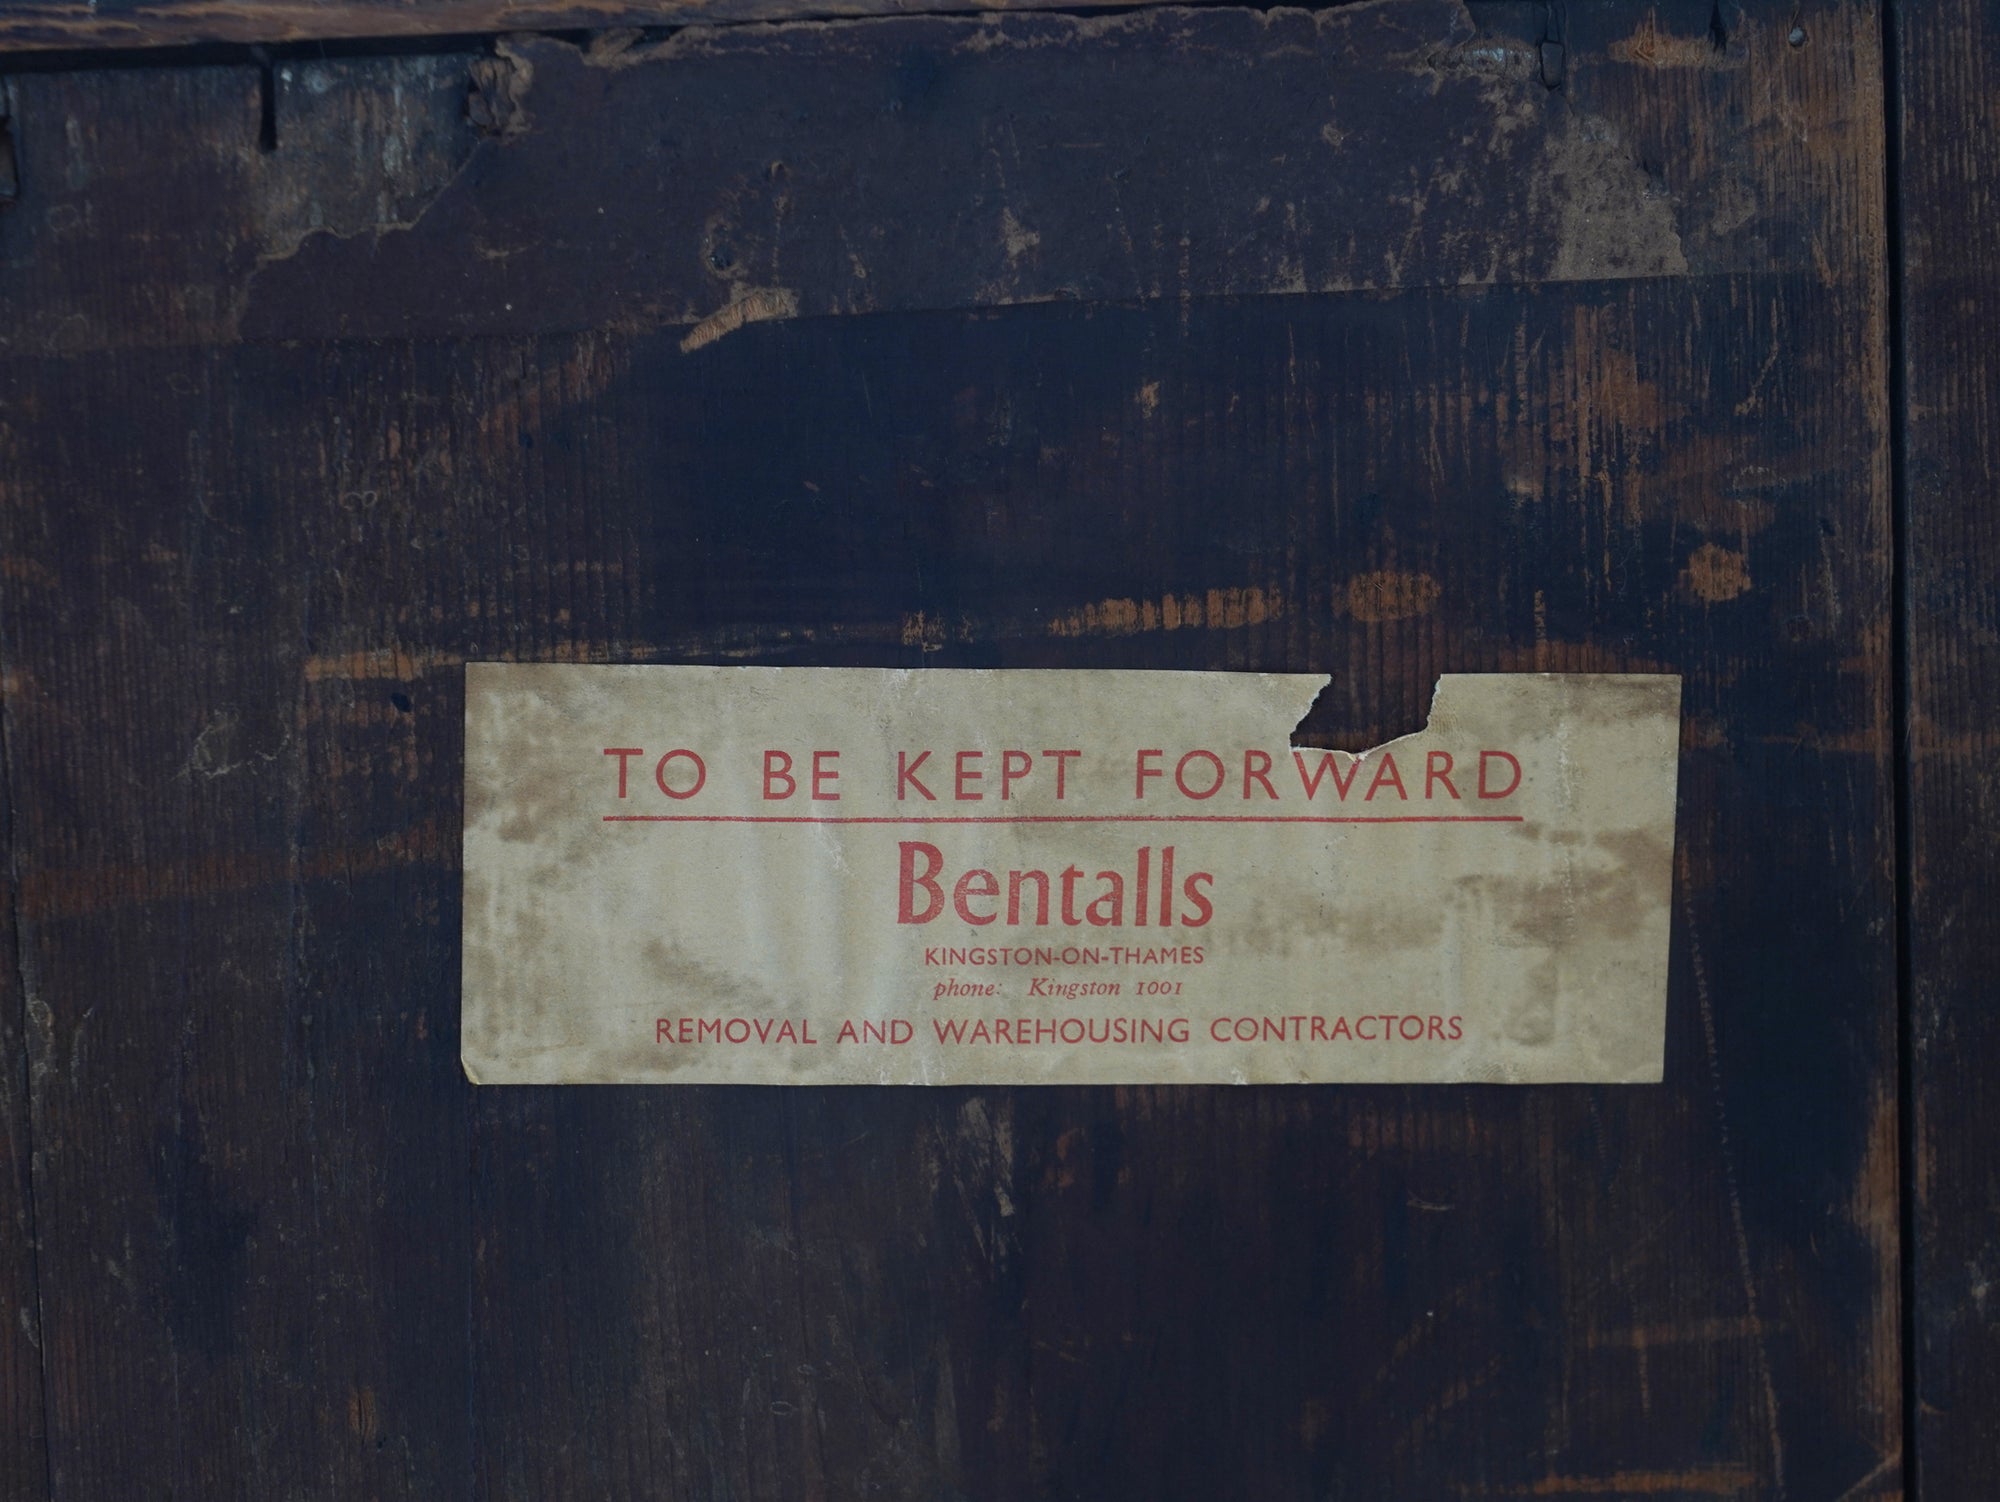 TO BE KEPT FORWARD
Bentalls
KINGSTON-ON-THAMES
phone: Kingston 1001
REMOVAL AND WAREHOUSING CONTRACTORS